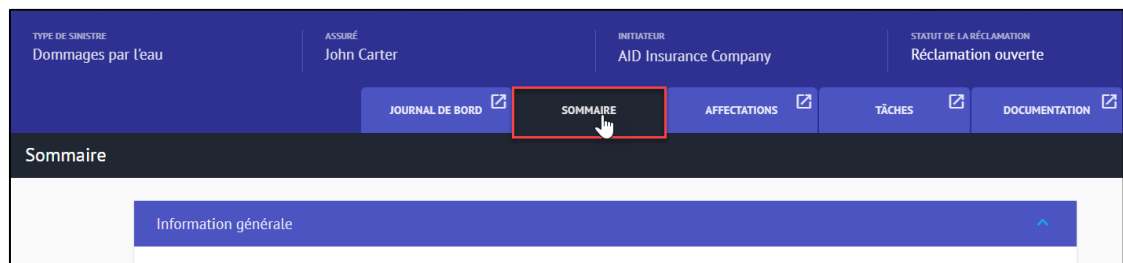 TYPE DE SINISTRE ASSURÉ INITIATEUR STATUT DE LA RÉCLAMATION
Dommages par l'eau John Carter AID Insurance Company Réclamation ouverte
JOURNAL DE BORD SOMMAIRE AFFECTATIONS TÂCHES DOCUMENTATION
Sommaire
Information générale